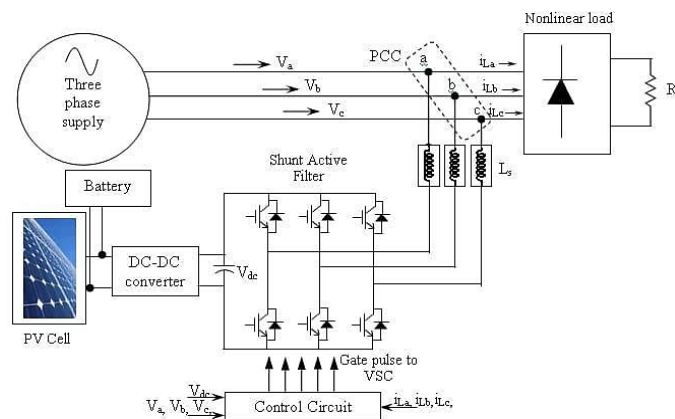 Nonlinear load
Three
phase
supply
Va
Vb
Vc
PCC
a
b
c
iLa
iLb
iLc
R
Ls
Shunt Active
Filter
Battery
DC-DC
converter
Vdc
PV Cell
Gate pulse to
VSC
Vdc
Va, Vb, Vc,
Control Circuit
iLa, iLb, iLc,